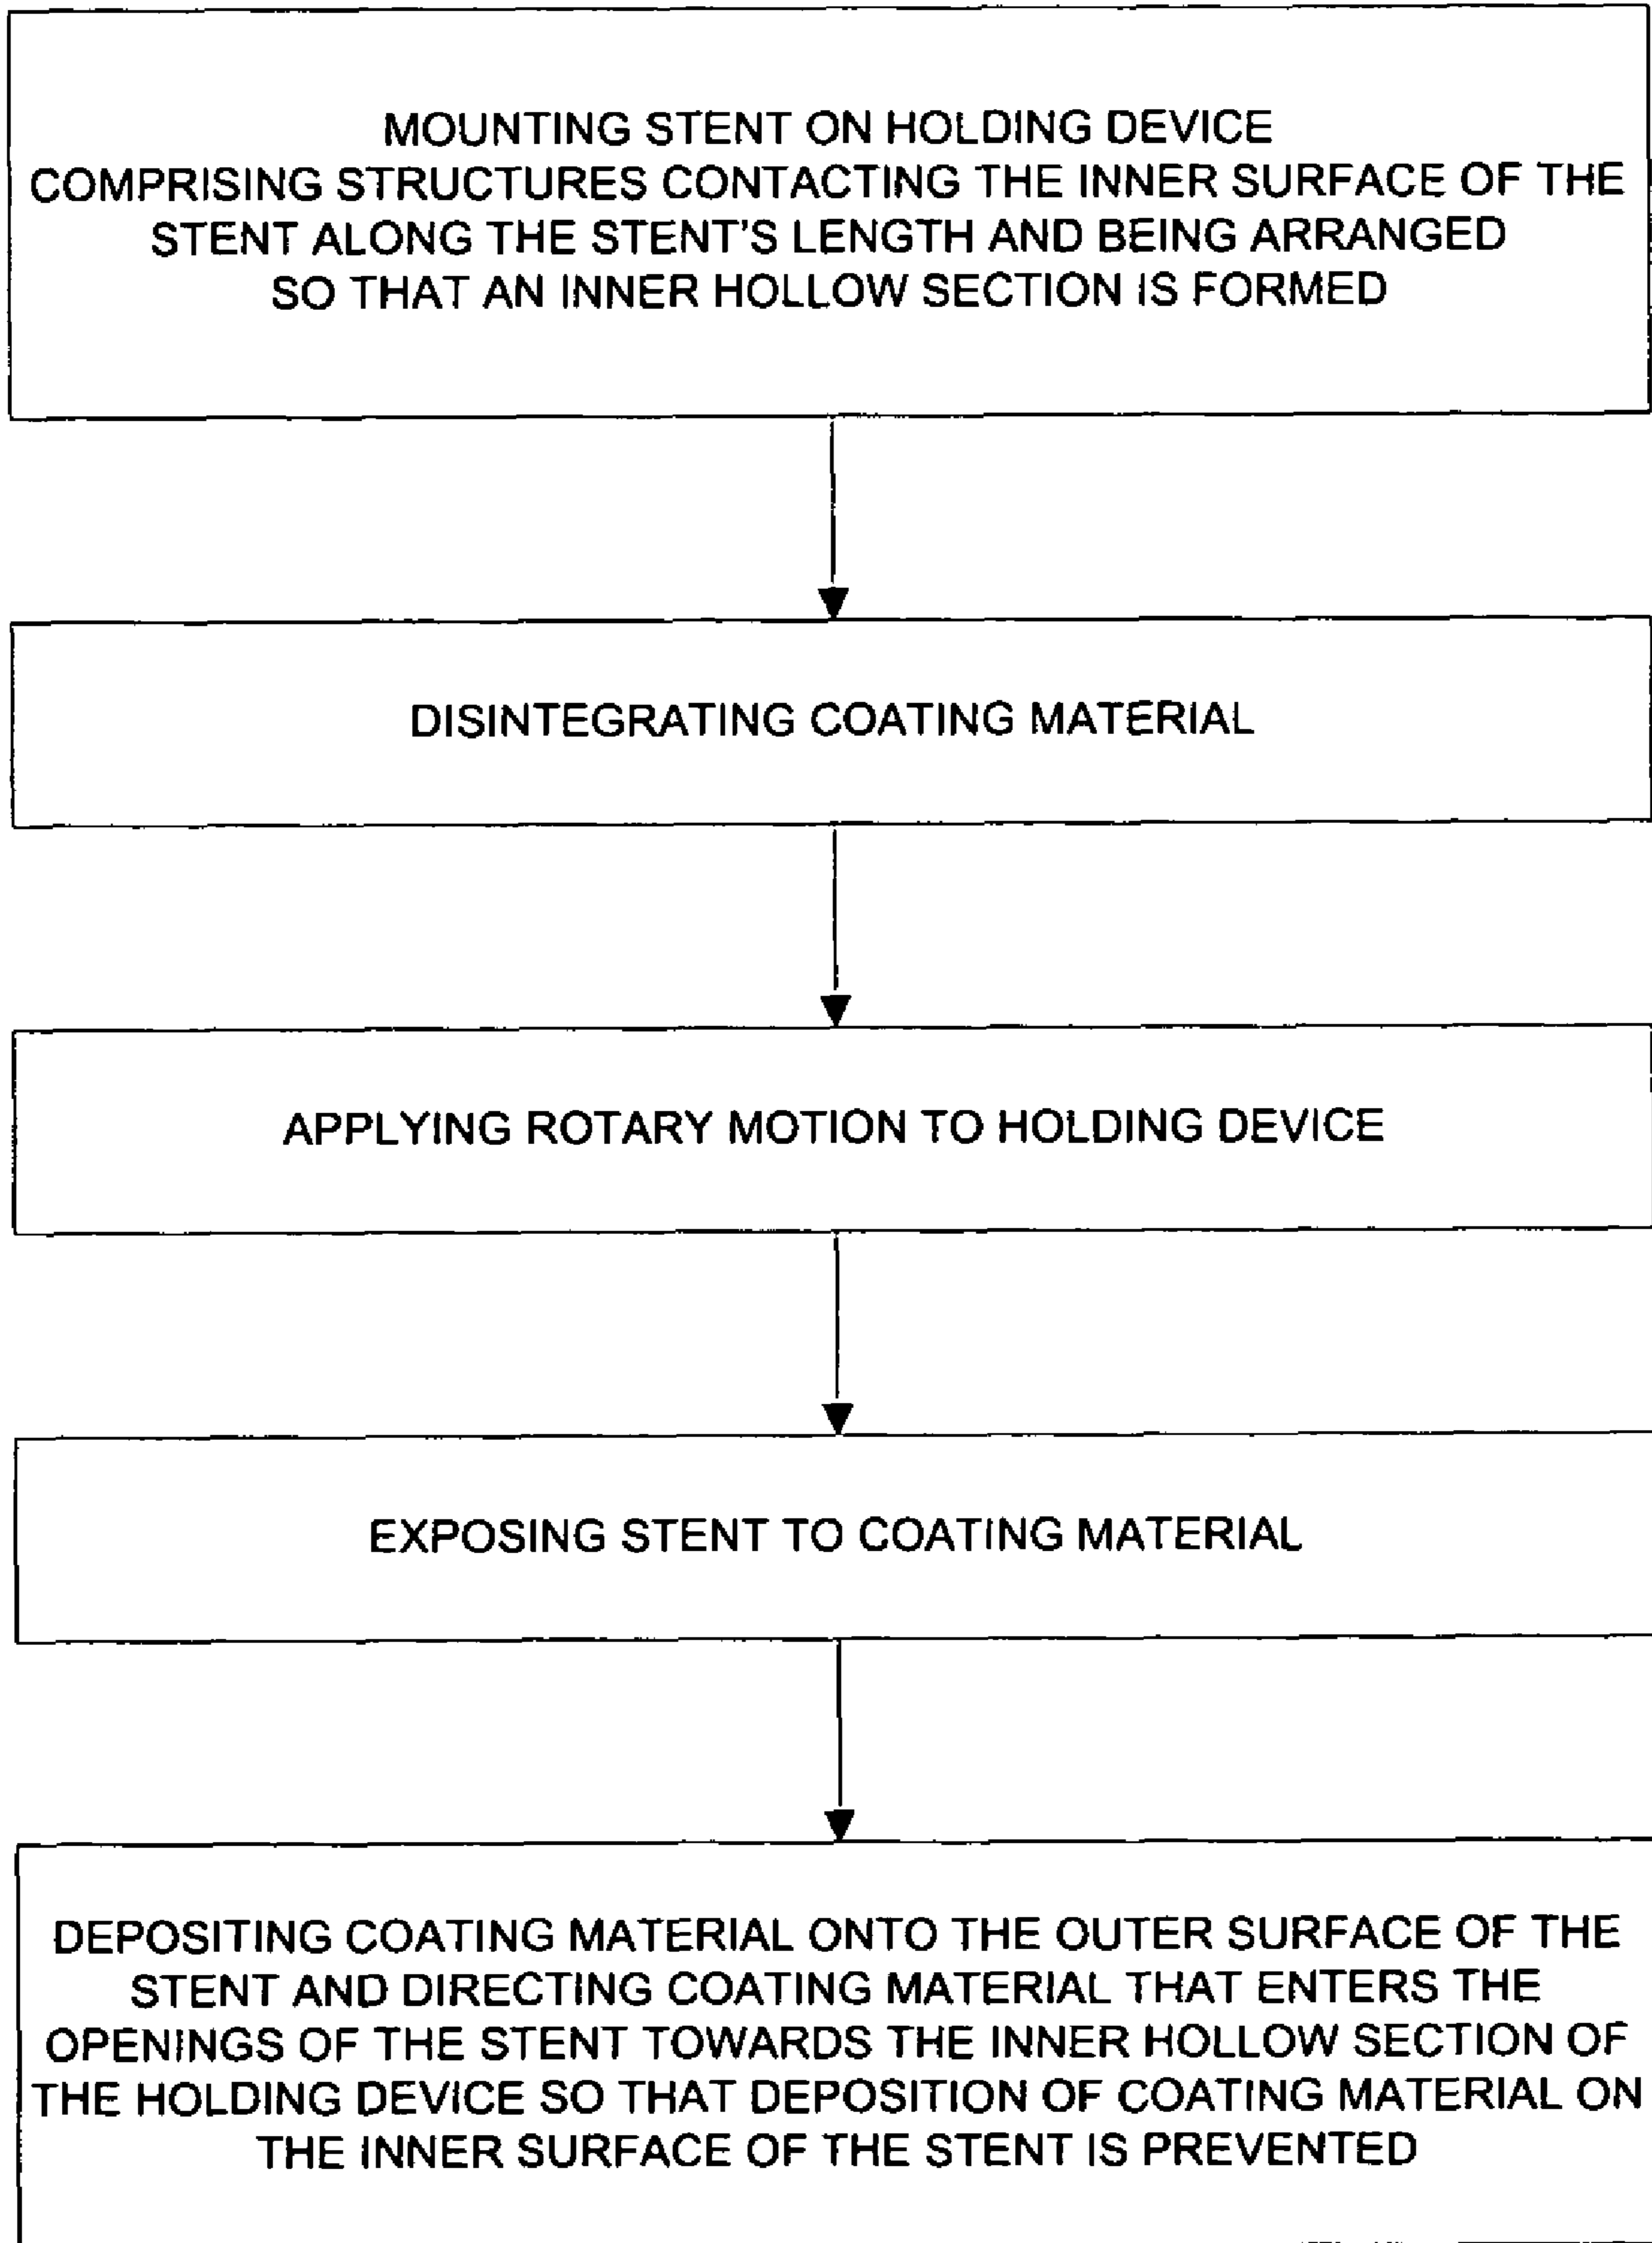 MOUNTING STENT ON HOLDING DEVICE
COMPRISING STRUCTURES CONTACTING THE INNER SURFACE OF THE
STENT ALONG THE STENT'S LENGTH AND BEING ARRANGED
SO THAT AN INNER HOLLOW SECTION IS FORMED
DISINTEGRATING COATING MATERIAL
APPLYING ROTARY MOTION TO HOLDING DEVICE
EXPOSING STENT TO COATING MATERIAL
DEPOSITING COATING MATERIAL ONTO THE OUTER SURFACE OF THE
STENT AND DIRECTING COATING MATERIAL THAT ENTERS THE
OPENINGS OF THE STENT TOWARDS THE INNER HOLLOW SECTION OF
THE HOLDING DEVICE SO THAT DEPOSITION OF COATING MATERIAL ON
THE INNER SURFACE OF THE STENT IS PREVENTED